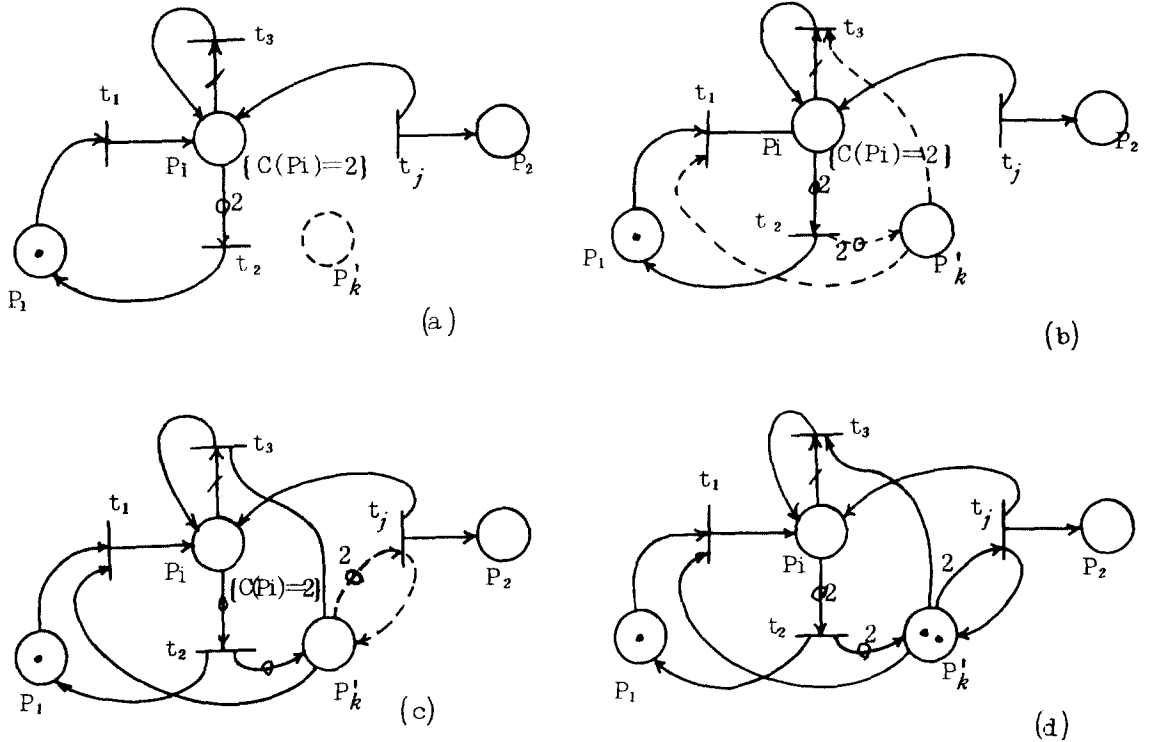 t₃
t₁
Pi
{C(Pi)=2}
2
t₂
tⱼ
P₂
P₁
P'ₖ
(a)
t₃
t₁
Pi
{C(Pi)=2}
2
t₂
2
tⱼ
P₂
P₁
P'ₖ
(b)
t₃
t₁
Pi
{C(Pi)=2}
t₂
2
tⱼ
P₂
P₁
P'ₖ
(c)
t₃
t₁
Pi
2
t₂
2
2
tⱼ
P₂
P₁
P'ₖ
(d)